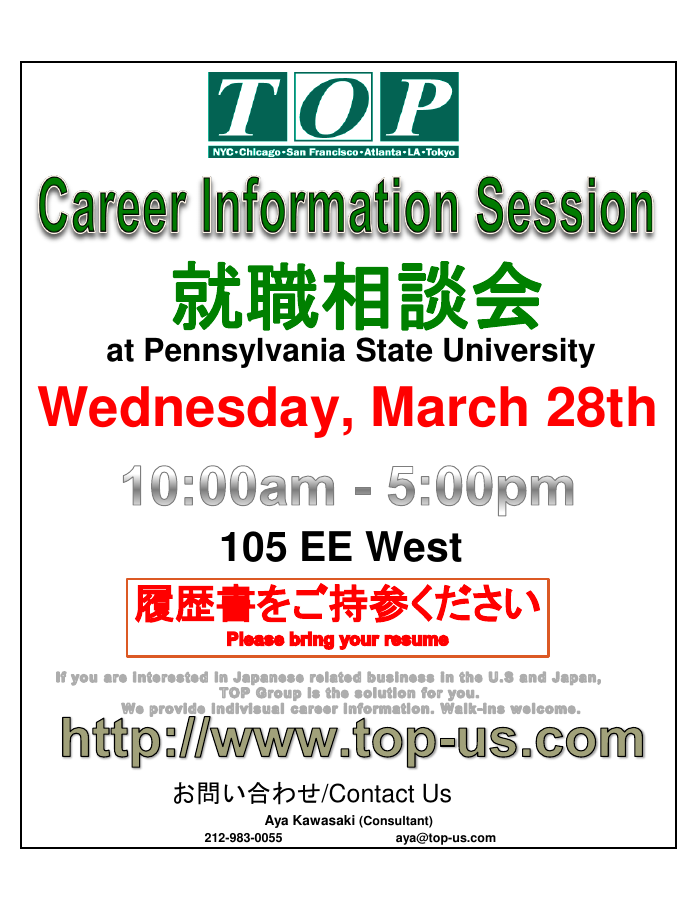 TOP
NYC•Chicago•San Francisco•Atlanta•LA•Tokyo
Career Information Session
就職相談会
at Pennsylvania State University
Wednesday, March 28th
10:00am - 5:00pm
105 EE West
履歴書をご持参ください
Please bring your resume
If you are interested in Japanese related business in the U.S and Japan,
TOP Group is the solution for you.
We provide indivisual career information. Walk-ins welcome.
http://www.top-us.com
お問い合わせ/Contact Us
Aya Kawasaki (Consultant)
212-983-0055 aya@top-us.com